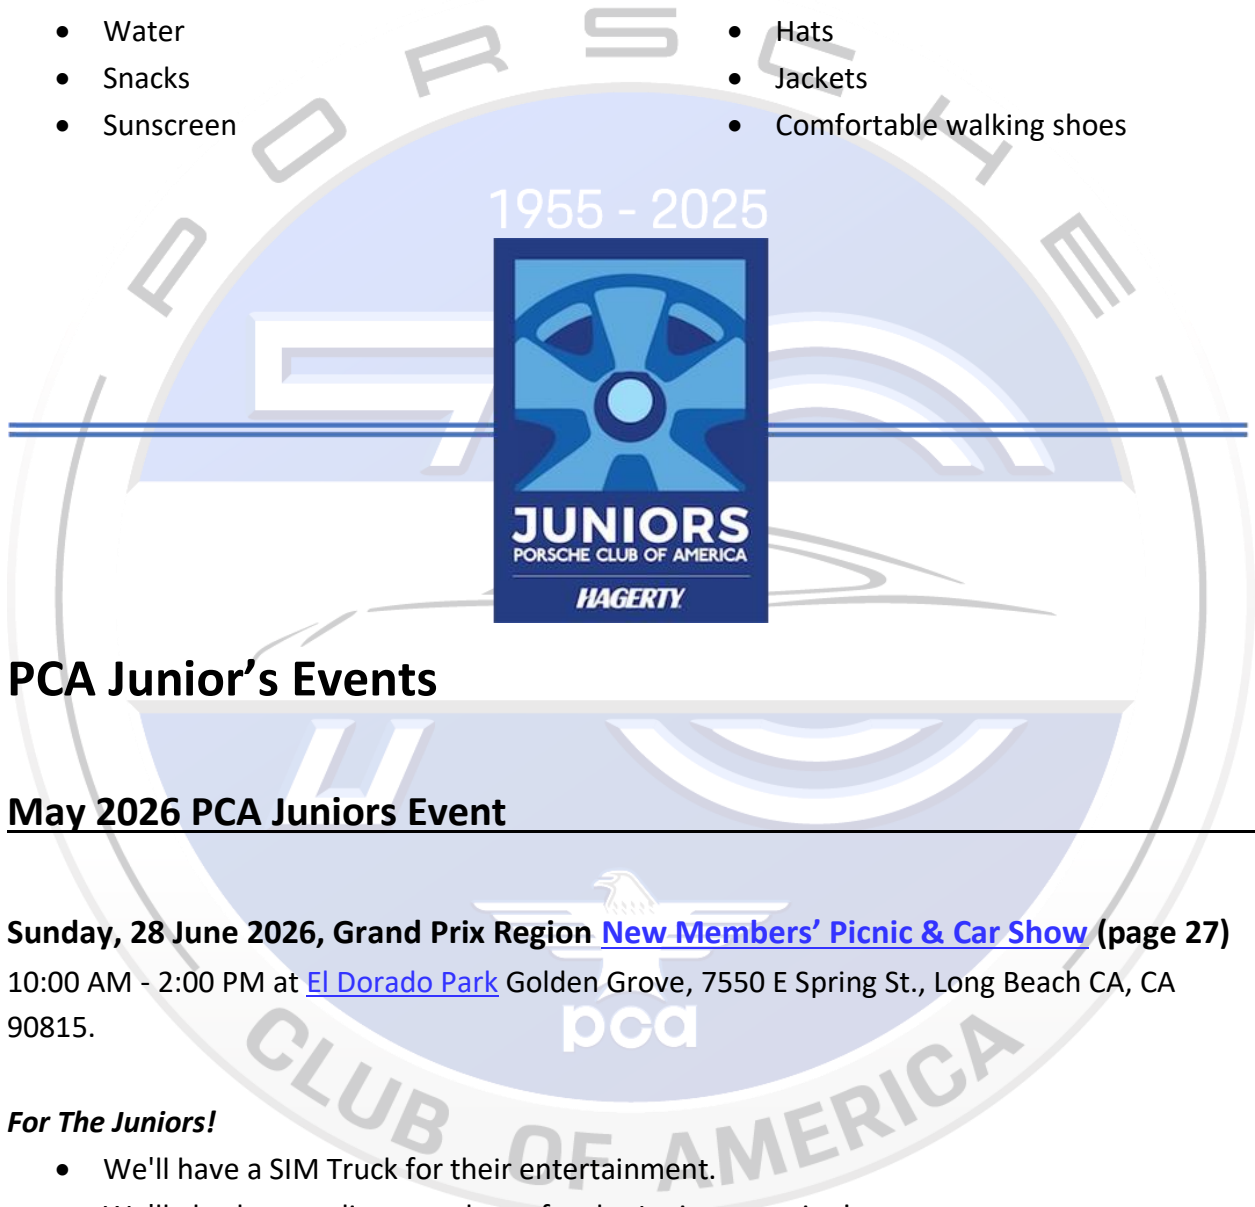 • Water
• Snacks
• Sunscreen
• Hats
• Jackets
• Comfortable walking shoes
PORSCHE
1955 - 2025
70
JUNIORS
PORSCHE CLUB OF AMERICA
HAGERTY
PCA Junior’s Events
May 2026 PCA Juniors Event
Sunday, 28 June 2026, Grand Prix Region New Members’ Picnic & Car Show (page 27)
10:00 AM - 2:00 PM at El Dorado Park Golden Grove, 7550 E Spring St., Long Beach CA, CA
90815.
pca
CLUB OF AMERICA
For The Juniors!
• We'll have a SIM Truck for their entertainment.